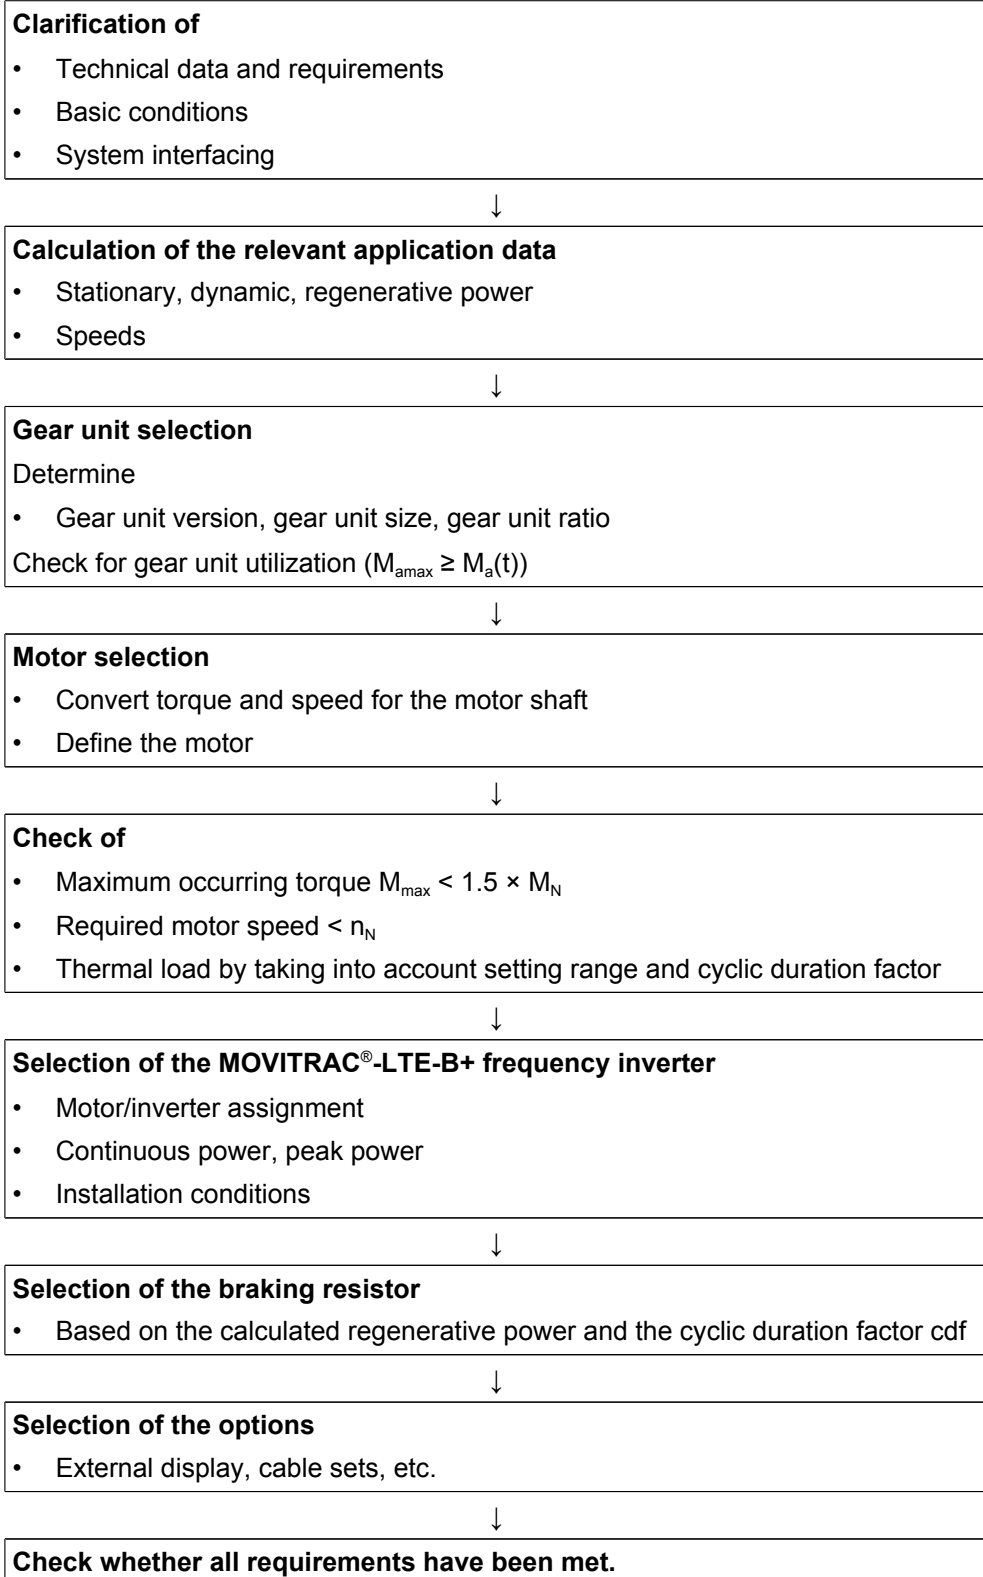 Clarification of
• Technical data and requirements
• Basic conditions
• System interfacing
↓
Calculation of the relevant application data
• Stationary, dynamic, regenerative power
• Speeds
↓
Gear unit selection
Determine
• Gear unit version, gear unit size, gear unit ratio
Check for gear unit utilization (Mamax ≥ Ma(t))
↓
Motor selection
• Convert torque and speed for the motor shaft
• Define the motor
↓
Check of
• Maximum occurring torque Mmax < 1.5 × MN
• Required motor speed < nN
• Thermal load by taking into account setting range and cyclic duration factor
↓
Selection of the MOVITRAC®-LTE-B+ frequency inverter
• Motor/inverter assignment
• Continuous power, peak power
• Installation conditions
↓
Selection of the braking resistor
• Based on the calculated regenerative power and the cyclic duration factor cdf
↓
Selection of the options
• External display, cable sets, etc.
↓
Check whether all requirements have been met.